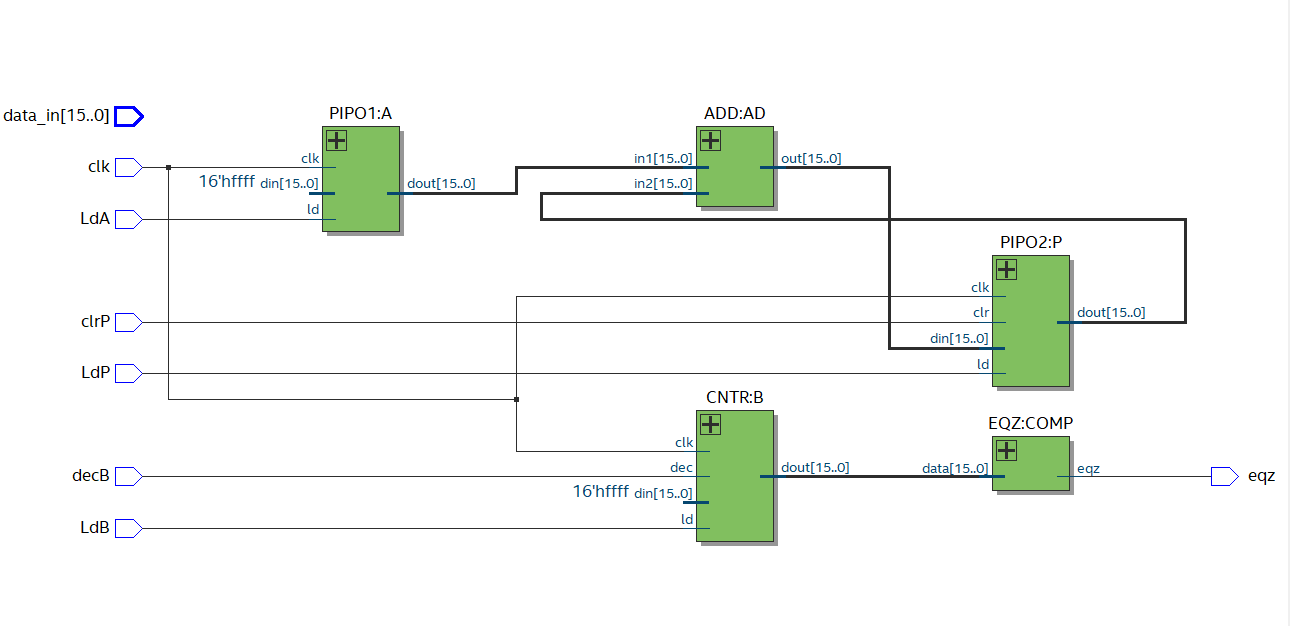 data_in[15..0]
clk
LdA
clrP
LdP
decB
LdB
PIPO1:A
clk
16'hffff din[15..0]
ld
dout[15..0]
ADD:AD
in1[15..0]
in2[15..0]
out[15..0]
PIPO2:P
clk
clr
din[15..0]
ld
dout[15..0]
CNTR:B
clk
dec
16'hffff din[15..0]
ld
dout[15..0]
EQZ:COMP
data[15..0]
eqz
eqz